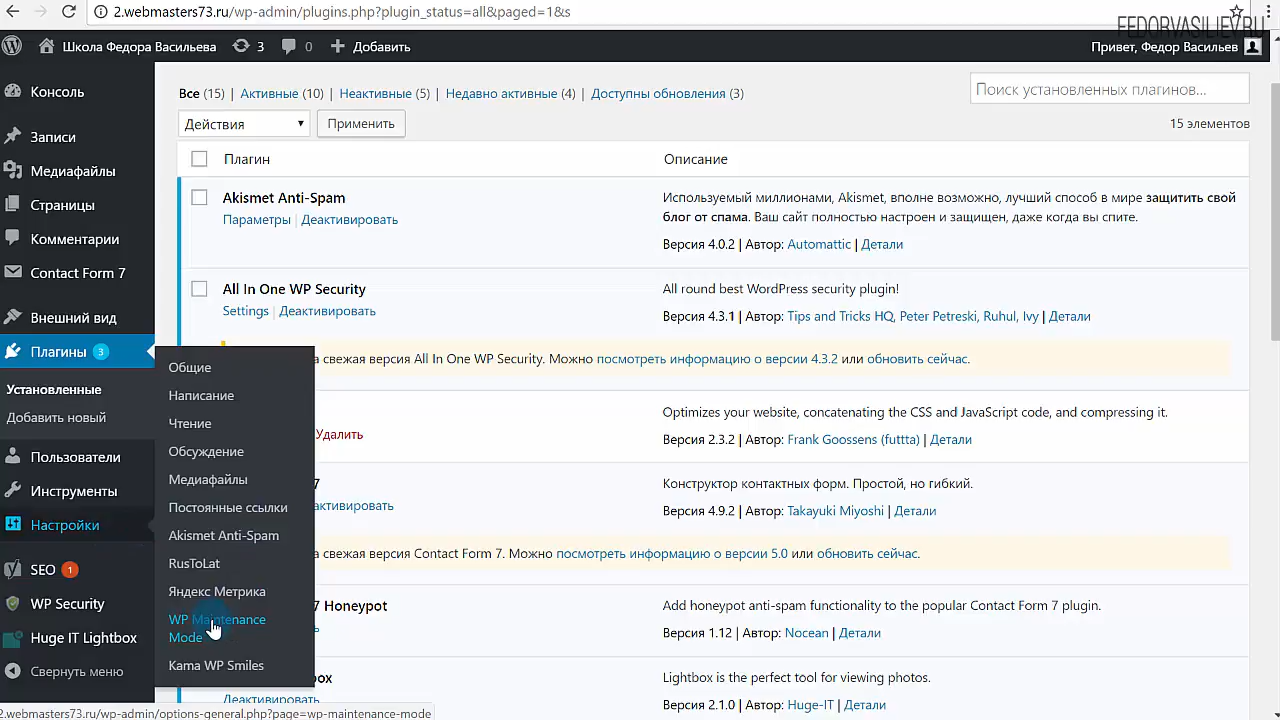 2.webmasters73.ru/wp-admin/plugins.php?plugin_status=all&paged=1&s
FEDORVASILIEV.RU
Школа Федора Васильева 3 0 Добавить Привет, Федор Васильев
Консоль
Записи
Медиафайлы
Страницы
Комментарии
Contact Form 7
Внешний вид
Плагины 3
Установленные
Добавить новый
Пользователи
Инструменты
Настройки
SEO 1
WP Security
Huge IT Lightbox
Свернуть меню
Общие
Написание
Чтение
Обсуждение
Медиафайлы
Постоянные ссылки
Akismet Anti-Spam
RusToLat
Яндекс Метрика
WP Maintenance
Mode
Kama WP Smiles
Все (15) | Активные (10) | Неактивные (5) | Недавно активные (4) | Доступны обновления (3)
Поиск установленных плагинов...
Действия Применить 15 элементов
Плагин Описание
Akismet Anti-Spam
Параметры | Деактивировать
Используемый миллионами, Akismet, вполне возможно, лучший способ в мире защитить свой
блог от спама. Ваш сайт полностью настроен и защищен, даже когда вы спите.
Версия 4.0.2 | Автор: Automattic | Детали
All In One WP Security
Settings | Деактивировать
All round best WordPress security plugin!
Версия 4.3.1 | Автор: Tips and Tricks HQ, Peter Petreski, Ruhul, Ivy | Детали
а свежая версия All In One WP Security. Можно посмотреть информацию о версии 4.3.2 или обновить сейчас.
Удалить
Optimizes your website, concatenating the CSS and JavaScript code, and compressing it.
Версия 2.3.2 | Автор: Frank Goossens (futtta) | Детали
7
активировать
Конструктор контактных форм. Простой, но гибкий.
Версия 4.9.2 | Автор: Takayuki Miyoshi | Детали
а свежая версия Contact Form 7. Можно посмотреть информацию о версии 5.0 или обновить сейчас.
7 Honeypot
Add honeypot anti-spam functionality to the popular Contact Form 7 plugin.
Версия 1.12 | Автор: Nocean | Детали
box
Деактивировать
Lightbox is the perfect tool for viewing photos.
Версия 2.1.0 | Автор: Huge-IT | Детали
2.webmasters73.ru/wp-admin/options-general.php?page=wp-maintenance-mode